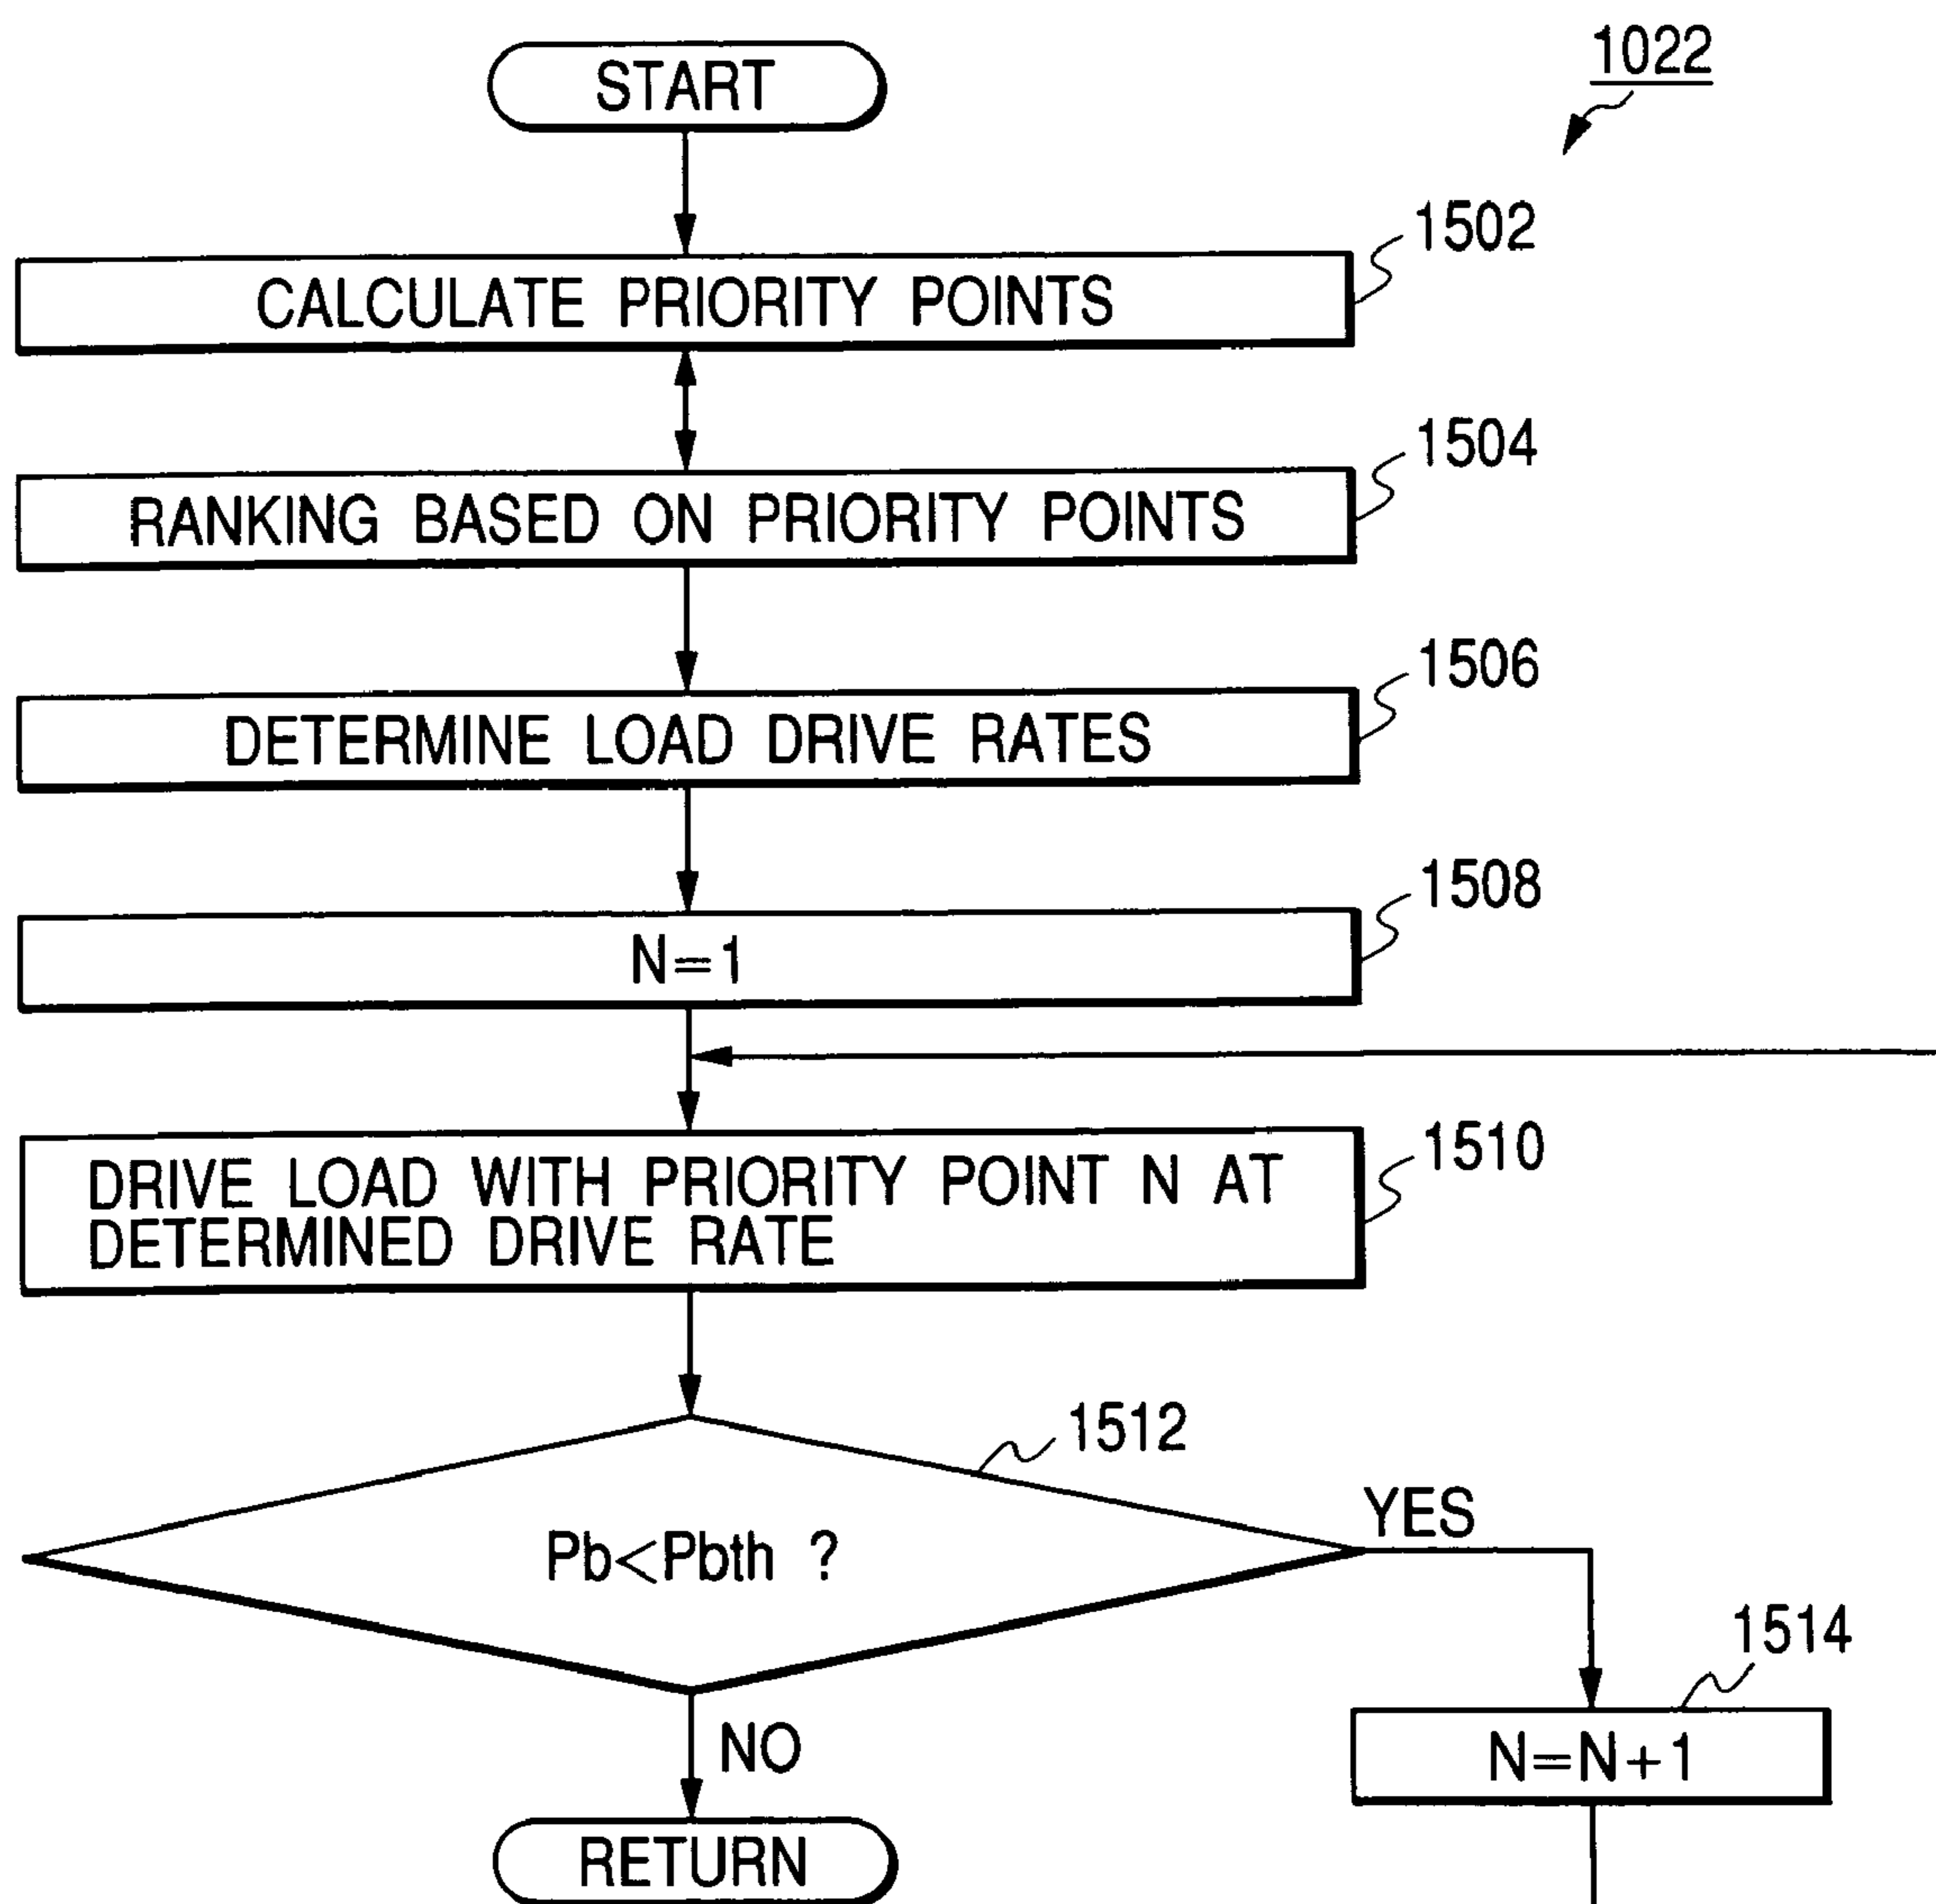 START
1022
1502
CALCULATE PRIORITY POINTS
1504
RANKING BASED ON PRIORITY POINTS
1506
DETERMINE LOAD DRIVE RATES
1508
N=1
1510
DRIVE LOAD WITH PRIORITY POINT N AT
DETERMINED DRIVE RATE
1512
Pb<Pbth ?
YES
1514
N=N+1
NO
RETURN